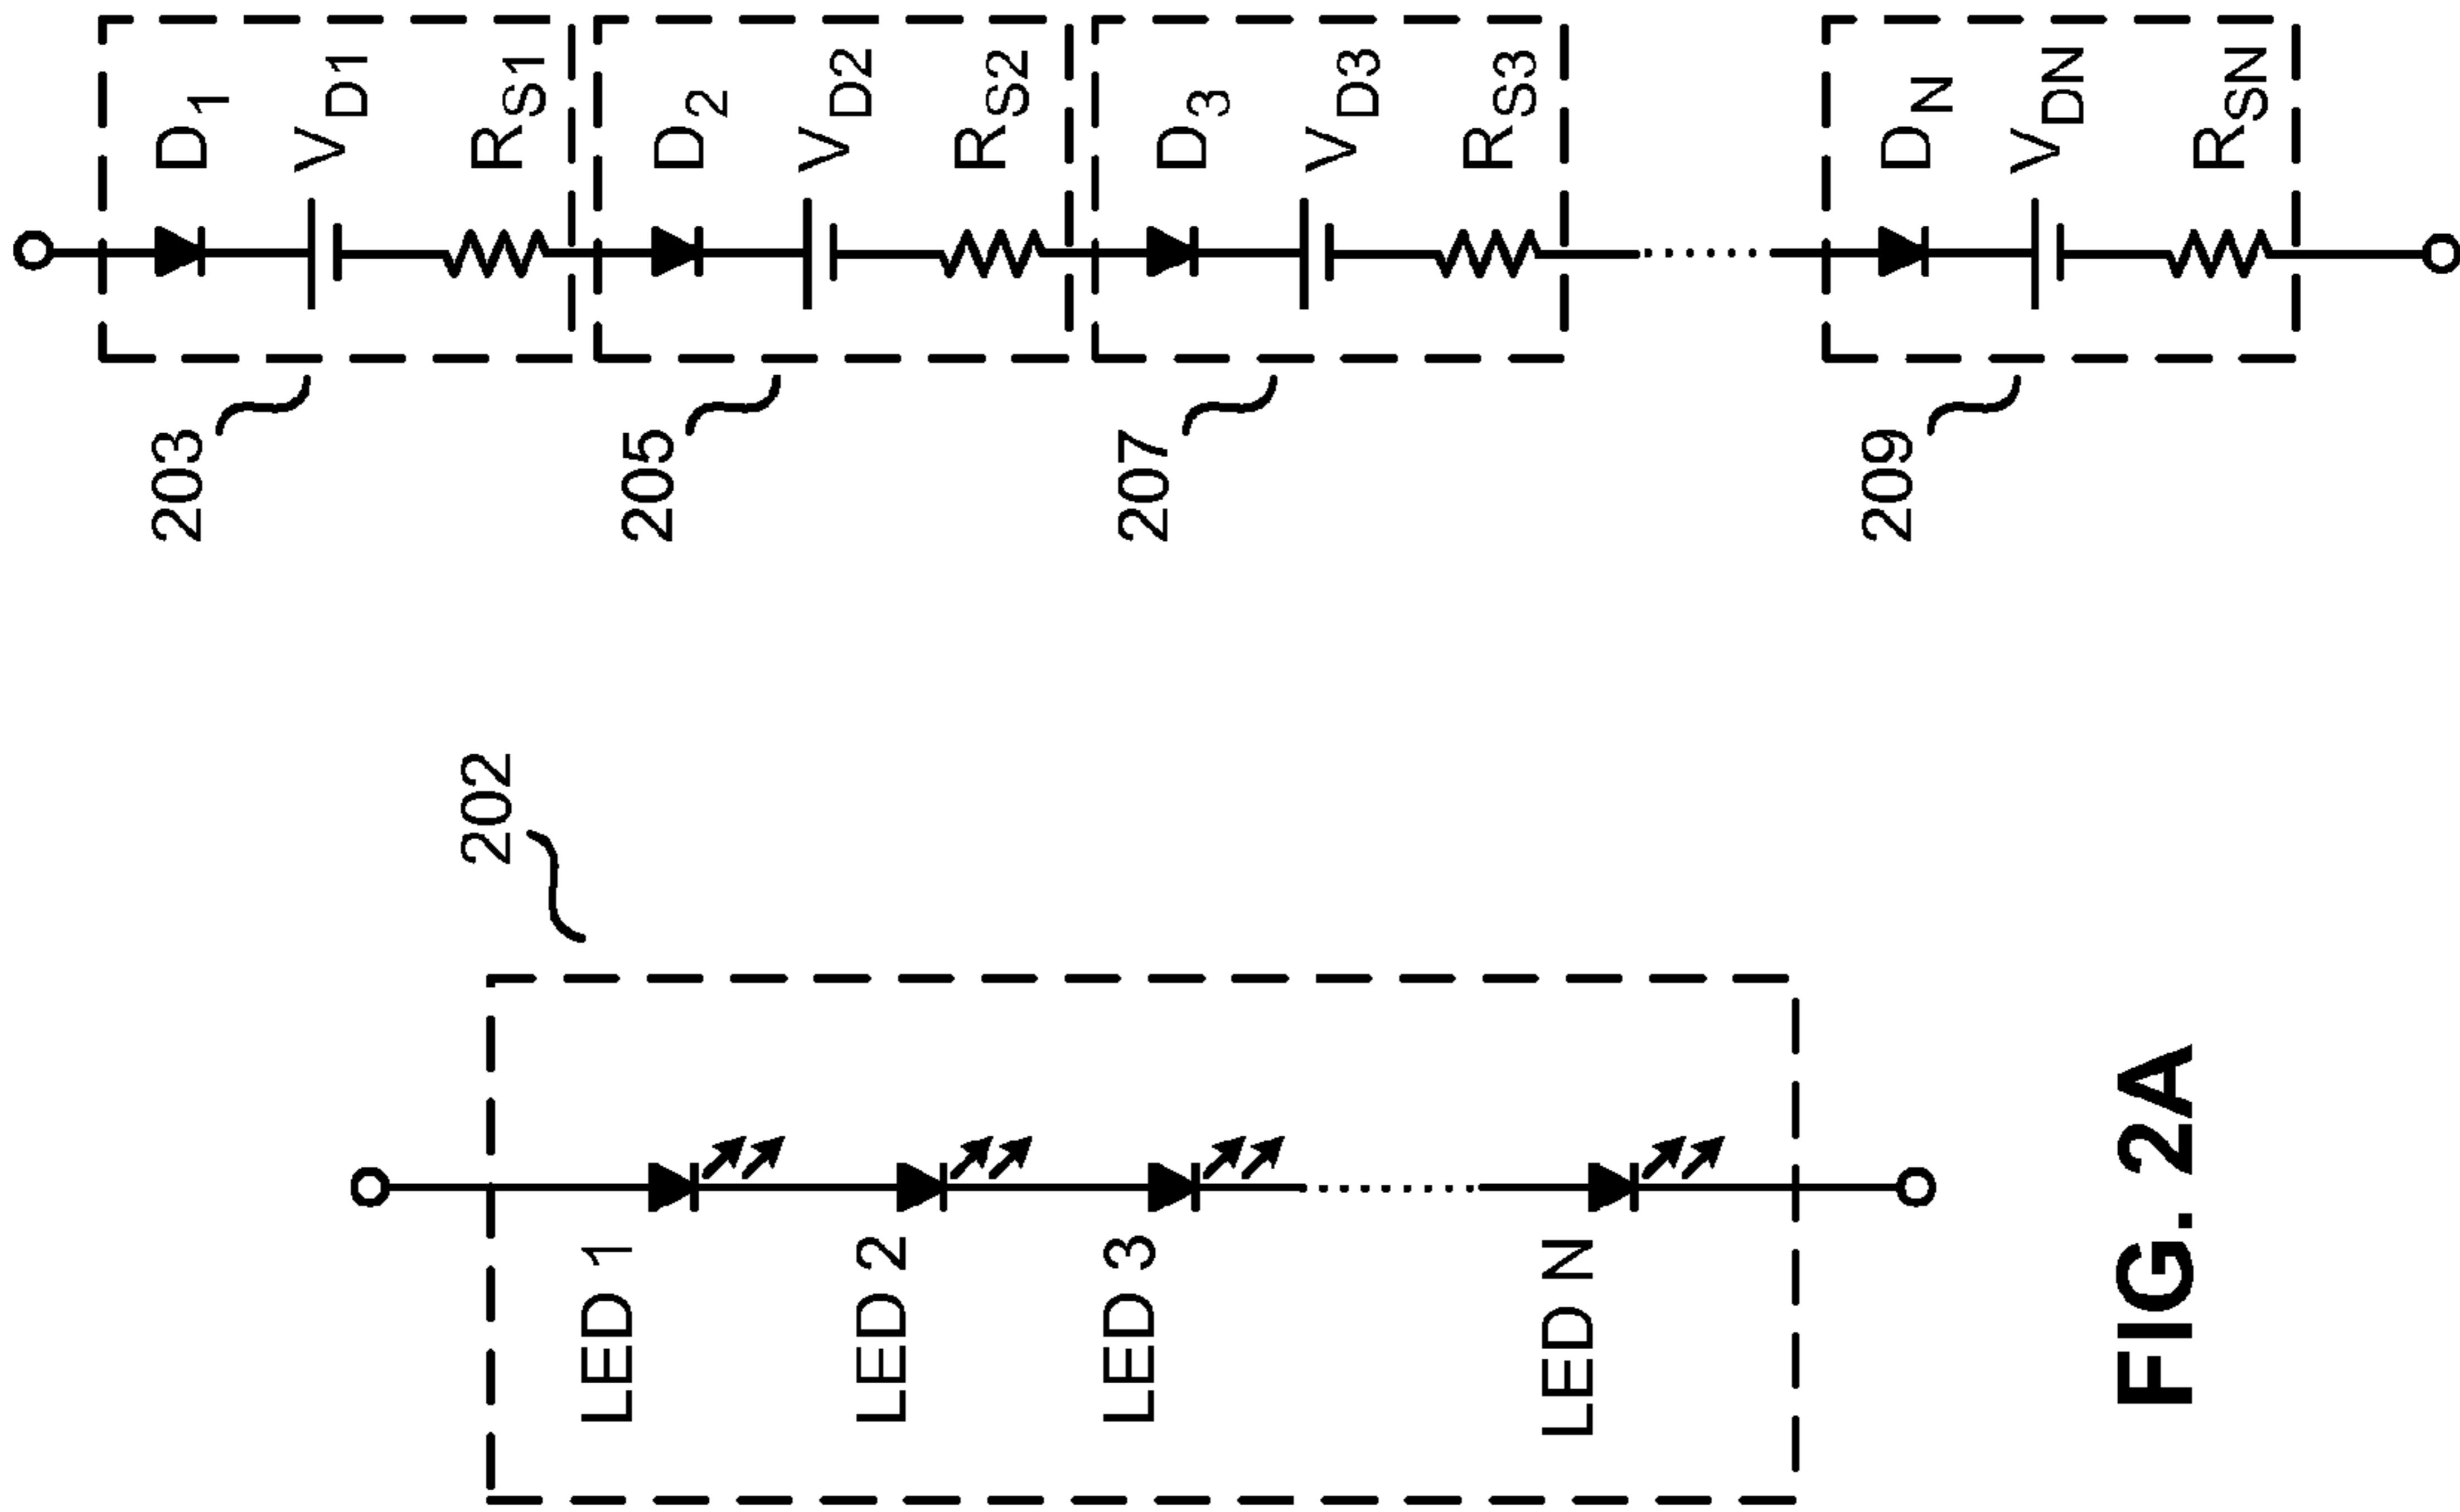 202
LED 1
LED 2
LED 3
LED N
203
D1
VD1
RS1
205
D2
VD2
RS2
207
D3
VD3
RS3
209
DN
VDN
RSN
FIG. 2A